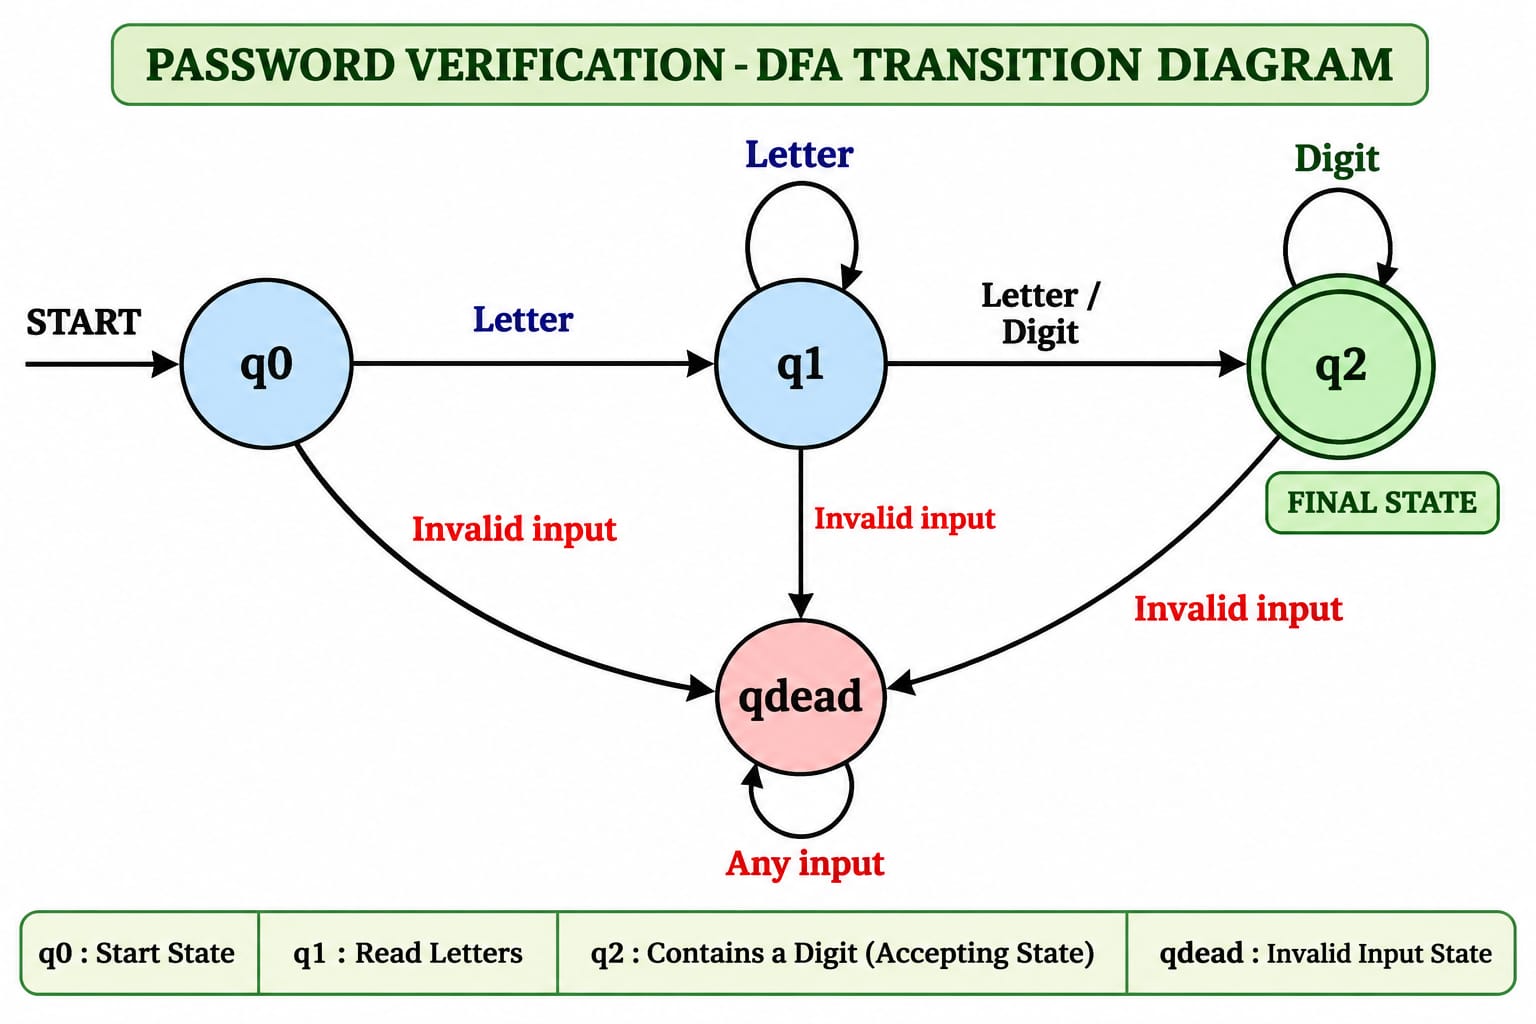 PASSWORD VERIFICATION - DFA TRANSITION DIAGRAM
Letter
Digit
START
Letter
Letter /
Digit
q0
q1
q2
FINAL STATE
Invalid input
Invalid input
Invalid input
qdead
Any input
q0 : Start State
q1 : Read Letters
q2 : Contains a Digit (Accepting State)
qdead : Invalid Input State